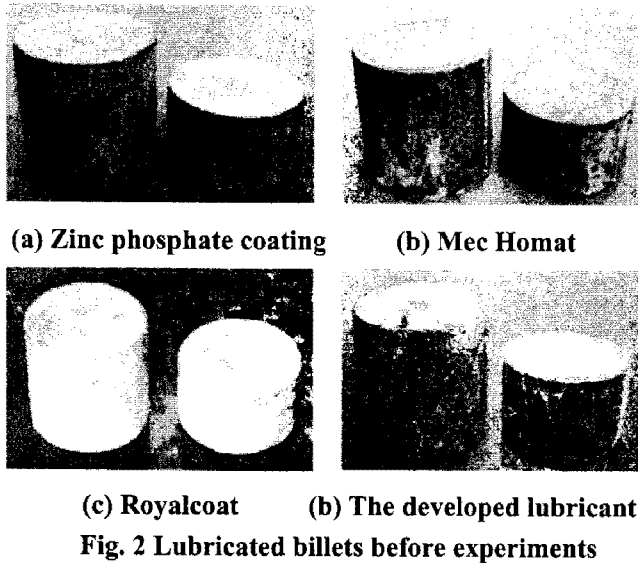 (a) Zinc phosphate coating (b) Mec Homat
(c) Royalcoat (b) The developed lubricant
Fig. 2 Lubricated billets before experiments